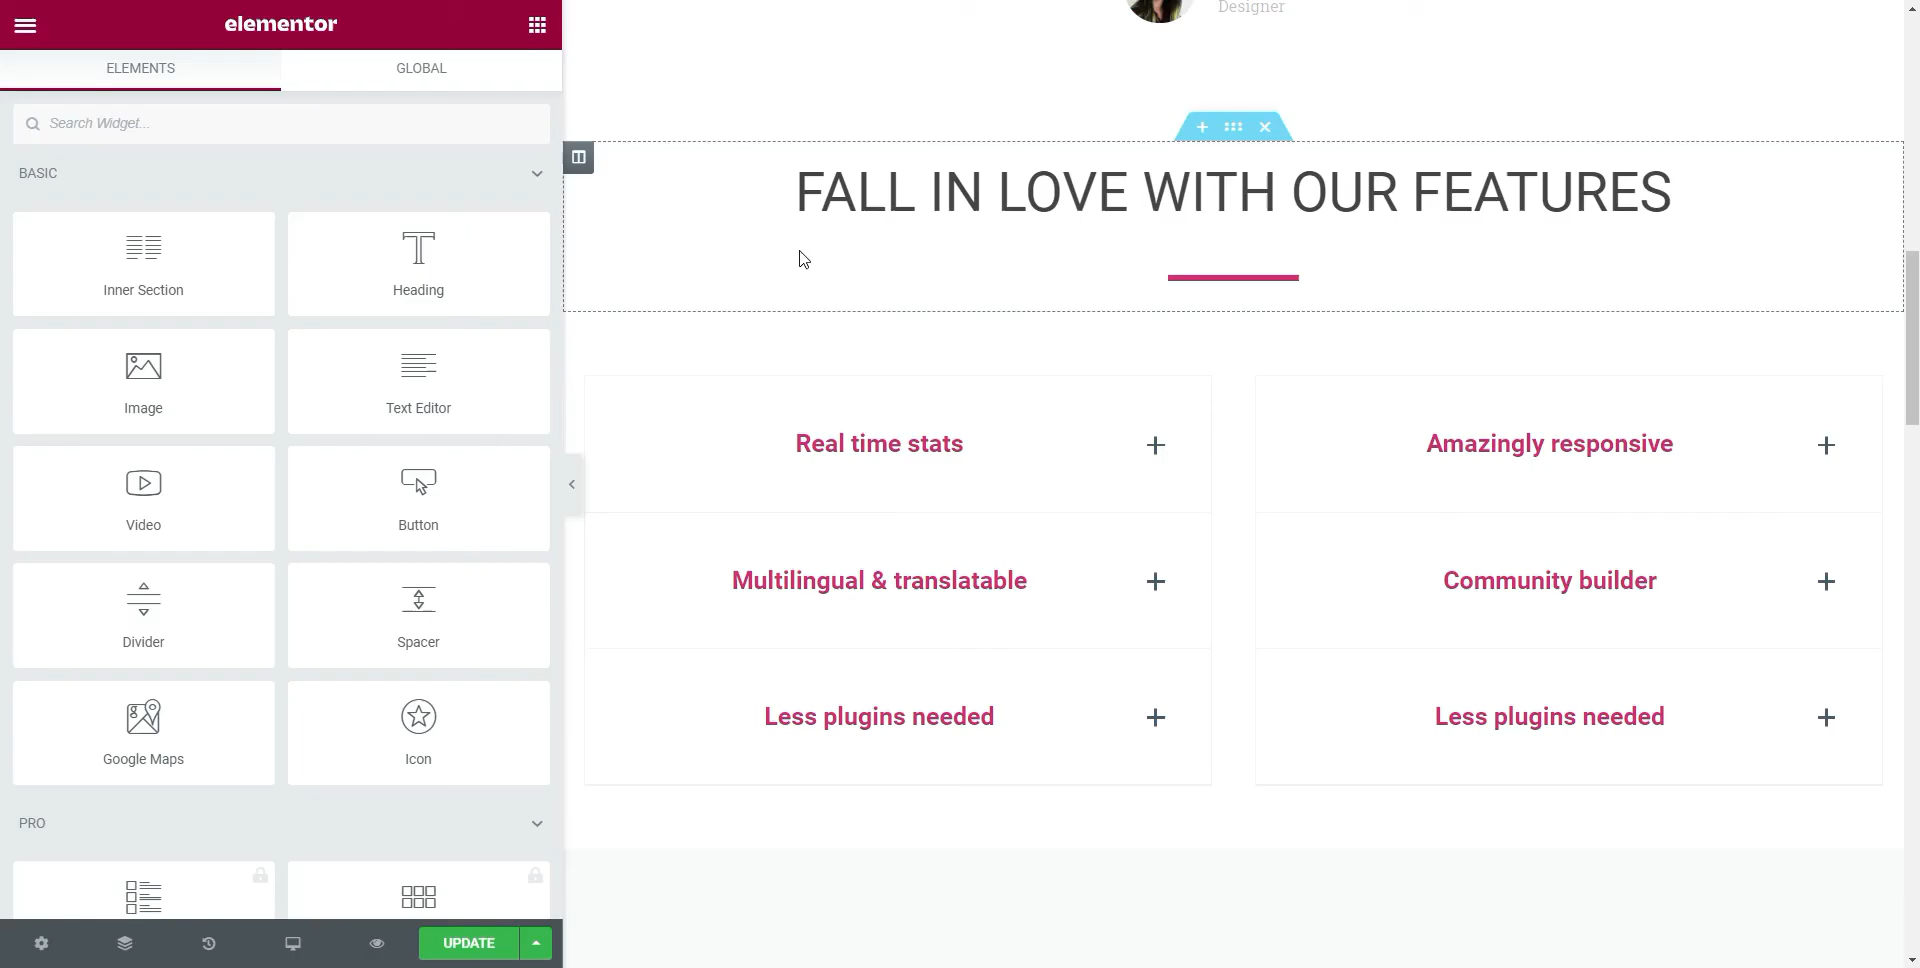 elementor
ELEMENTS
GLOBAL
Search Widget...
BASIC
Inner Section
Heading
Image
Text Editor
Video
Button
Divider
Spacer
Google Maps
Icon
PRO
UPDATE
Designer
FALL IN LOVE WITH OUR FEATURES
Real time stats
Amazingly responsive
Multilingual & translatable
Community builder
Less plugins needed
Less plugins needed